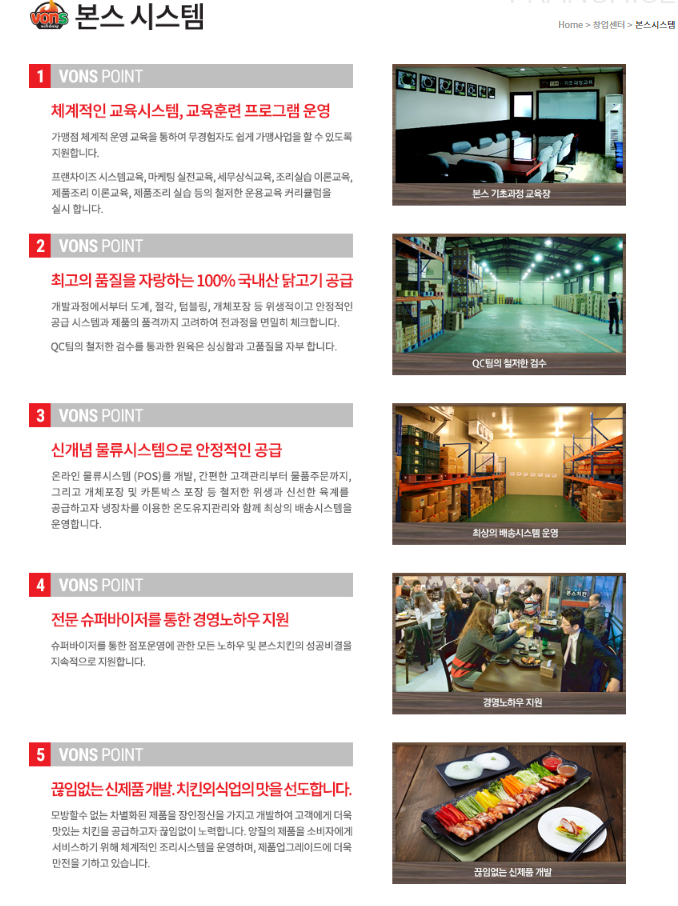 vons 본스 시스템
Home > 창업센터 > 본스시스템
1 VONS POINT
체계적인 교육시스템, 교육훈련 프로그램 운영
가맹점 체계적 운영 교육을 통하여 무경험자도 쉽게 가맹사업을 할 수 있도록
지원합니다.
프랜차이즈 시스템교육, 마케팅 실전교육, 세무상식교육, 조리실습 이론교육,
제품조리 이론교육, 제품조리 실습 등의 철저한 운용교육 커리큘럼을
실시 합니다.
본스 기초과정 교육장
2 VONS POINT
최고의 품질을 자랑하는 100% 국내산 닭고기 공급
개발과정에서부터 도계, 절각, 텀블링, 개체포장 등 위생적이고 안정적인
공급 시스템과 제품의 품격까지 고려하여 전과정을 면밀히 체크합니다.
QC팀의 철저한 검수를 통과한 원육은 싱싱함과 고품질을 자부 합니다.
QC팀의 철저한 검수
3 VONS POINT
신개념 물류시스템으로 안정적인 공급
온라인 물류시스템 (POS)를 개발, 간편한 고객관리부터 물품주문까지,
그리고 개체포장 및 카톤박스 포장 등 철저한 위생과 신선한 육계를
공급하고자 냉장차를 이용한 온도유지관리와 함께 최상의 배송시스템을
운영합니다.
최상의 배송시스템 운영
4 VONS POINT
전문 슈퍼바이저를 통한 경영노하우 지원
슈퍼바이저를 통한 점포운영에 관한 모든 노하우 및 본스치킨의 성공비결을
지속적으로 지원합니다.
본스치킨
경영노하우 지원
5 VONS POINT
끊임없는 신제품 개발. 치킨외식업의 맛을 선도합니다.
모방할수 없는 차별화된 제품을 장인정신을 가지고 개발하여 고객에게 더욱
맛있는 치킨을 공급하고자 끊임없이 노력합니다. 양질의 제품을 소비자에게
서비스하기 위해 체계적인 조리시스템을 운영하며, 제품업그레이드에 더욱
만전을 기하고 있습니다.
끊임없는 신제품 개발